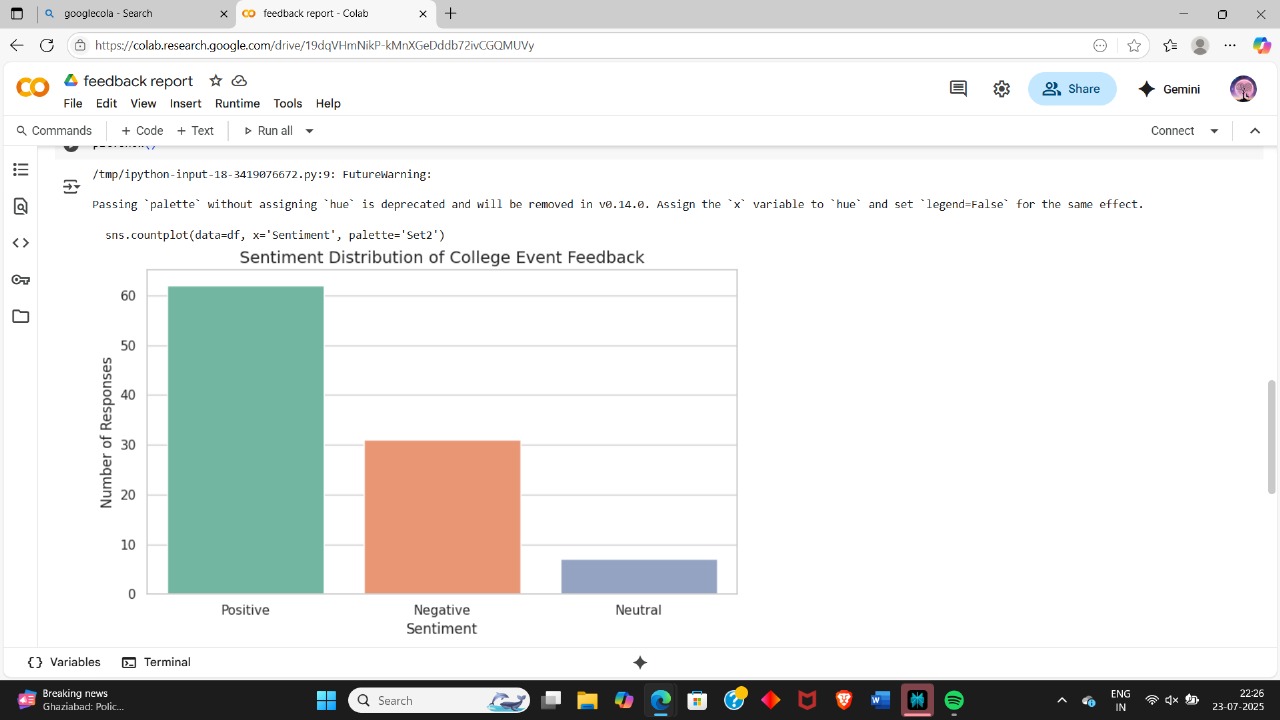 googlecola - Search
feedback report - Colab
https://colab.research.google.com/drive/19dqVHmNikP-kMnXGeDddb72ivCGQMUVy
feedback report
File Edit View Insert Runtime Tools Help
Share
Gemini
Commands
+ Code + Text
Run all
Connect
/tmp/ipython-input-18-3419076672.py:9: FutureWarning:
Passing `palette` without assigning `hue` is deprecated and will be removed in v0.14.0. Assign the `x` variable to `hue` and set `legend=False` for the same effect.
sns.countplot(data=df, x='Sentiment', palette='Set2')
Sentiment Distribution of College Event Feedback
60
50
40
30
20
10
0
Number of Responses
Positive Negative Neutral
Sentiment
Variables
Terminal
Breaking news
Ghaziabad: Polic...
Search
ENG
IN
22:26
23-07-2025